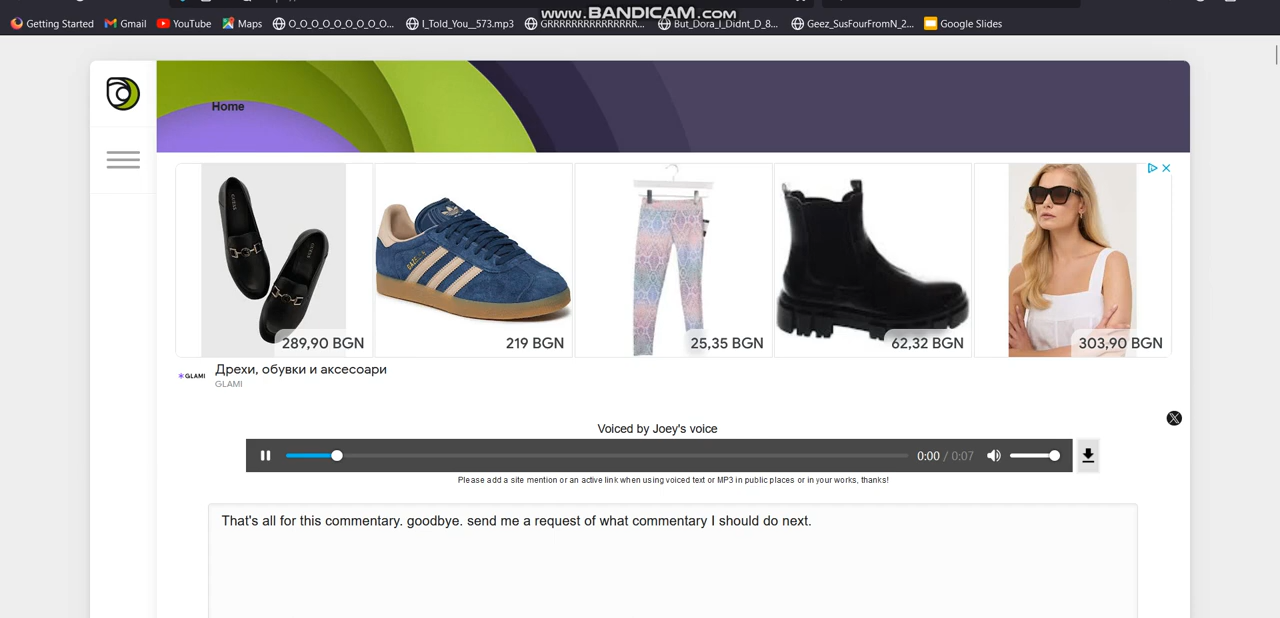 www.BANDICAM.com
Getting Started Gmail YouTube Maps O_O_O_O_O_O_O_O... I_Told_You__573.mp3 But_Dora_I_Didnt_D_8... Geez_SusFourFromN_2... Google Slides
Home
289,90 BGN 219 BGN 25,35 BGN 62,32 BGN 303,90 BGN
GLAMI Дрехи, обувки и аксесоари
GLAMI
Voiced by Joey's voice
0:00 / 0:07
Please add a site mention or an active link when using voiced text or MP3 in public places or in your works, thanks!
That's all for this commentary. goodbye. send me a request of what commentary I should do next.